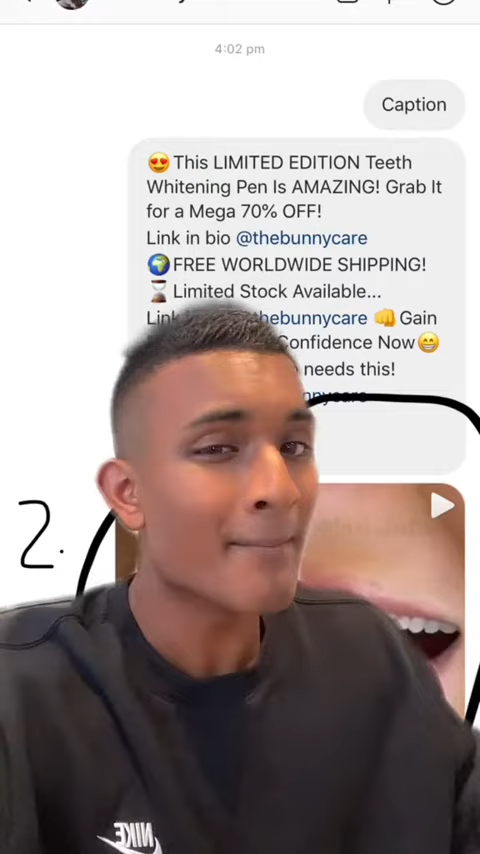 4:02 pm
Caption
😍This LIMITED EDITION Teeth
Whitening Pen Is AMAZING! Grab It
for a Mega 70% OFF!
Link in bio @thebunnycare
🌍FREE WORLDWIDE SHIPPING!
⏳Limited Stock Available...
thebunnycare 👊Gain
Confidence Now😁
needs this!
2.
NIKE